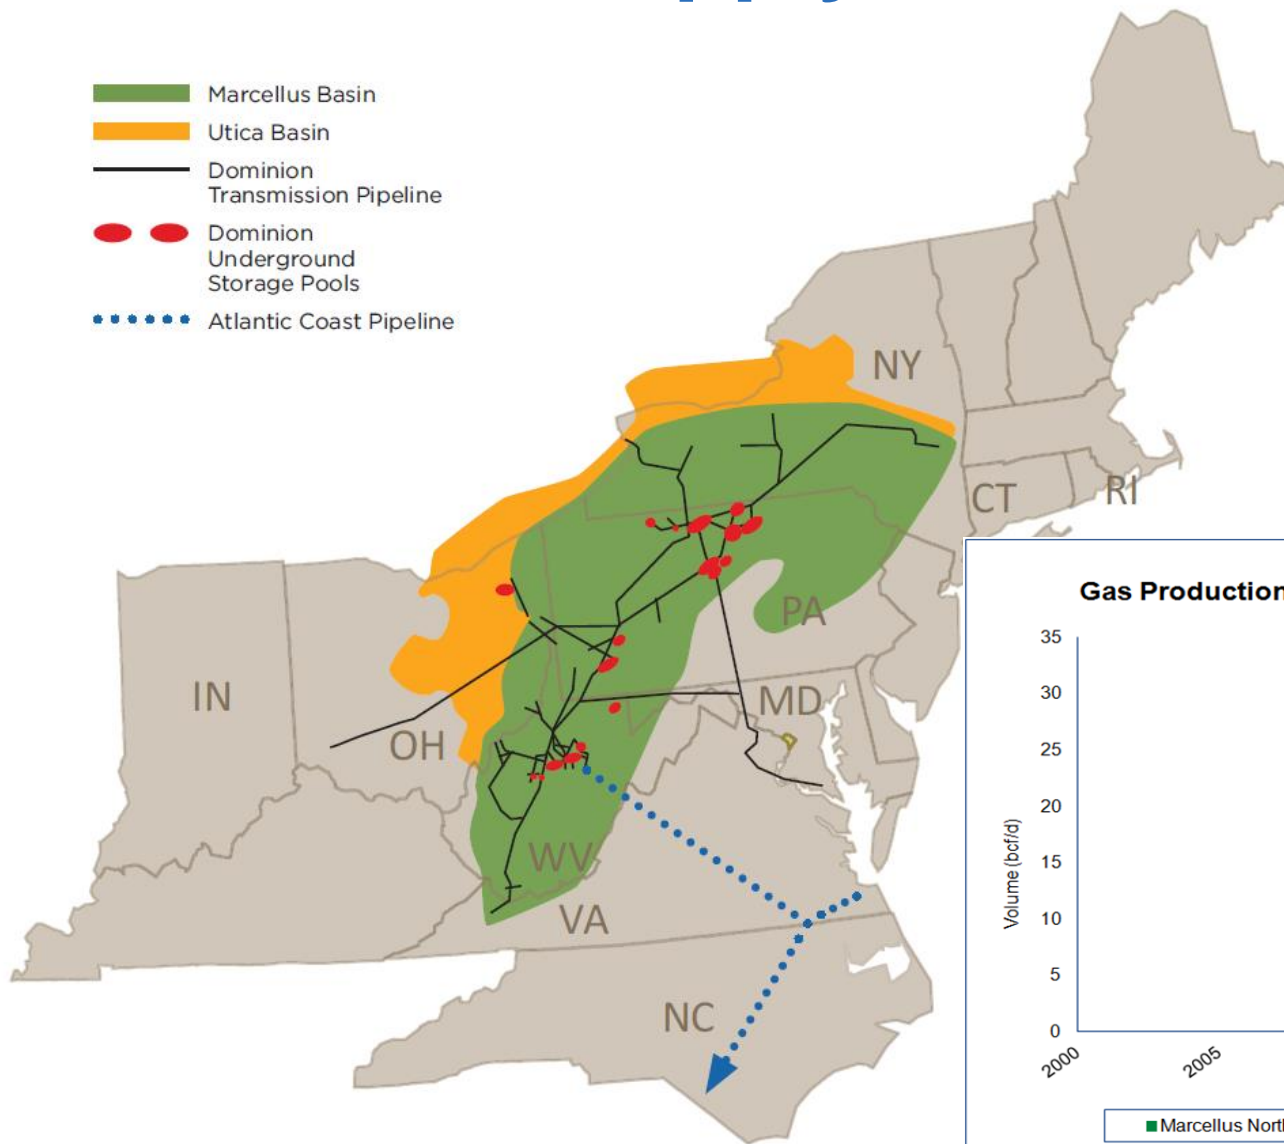 Marcellus Basin
Utica Basin
Dominion
Transmission Pipeline
Dominion
Underground
Storage Pools
Atlantic Coast Pipeline
NY
CT
RI
PA
MD
IN
OH
WV
VA
NC
Gas Production
Volume (bcf/d)
35
30
25
20
15
10
5
0
2000
2005
Marcellus North